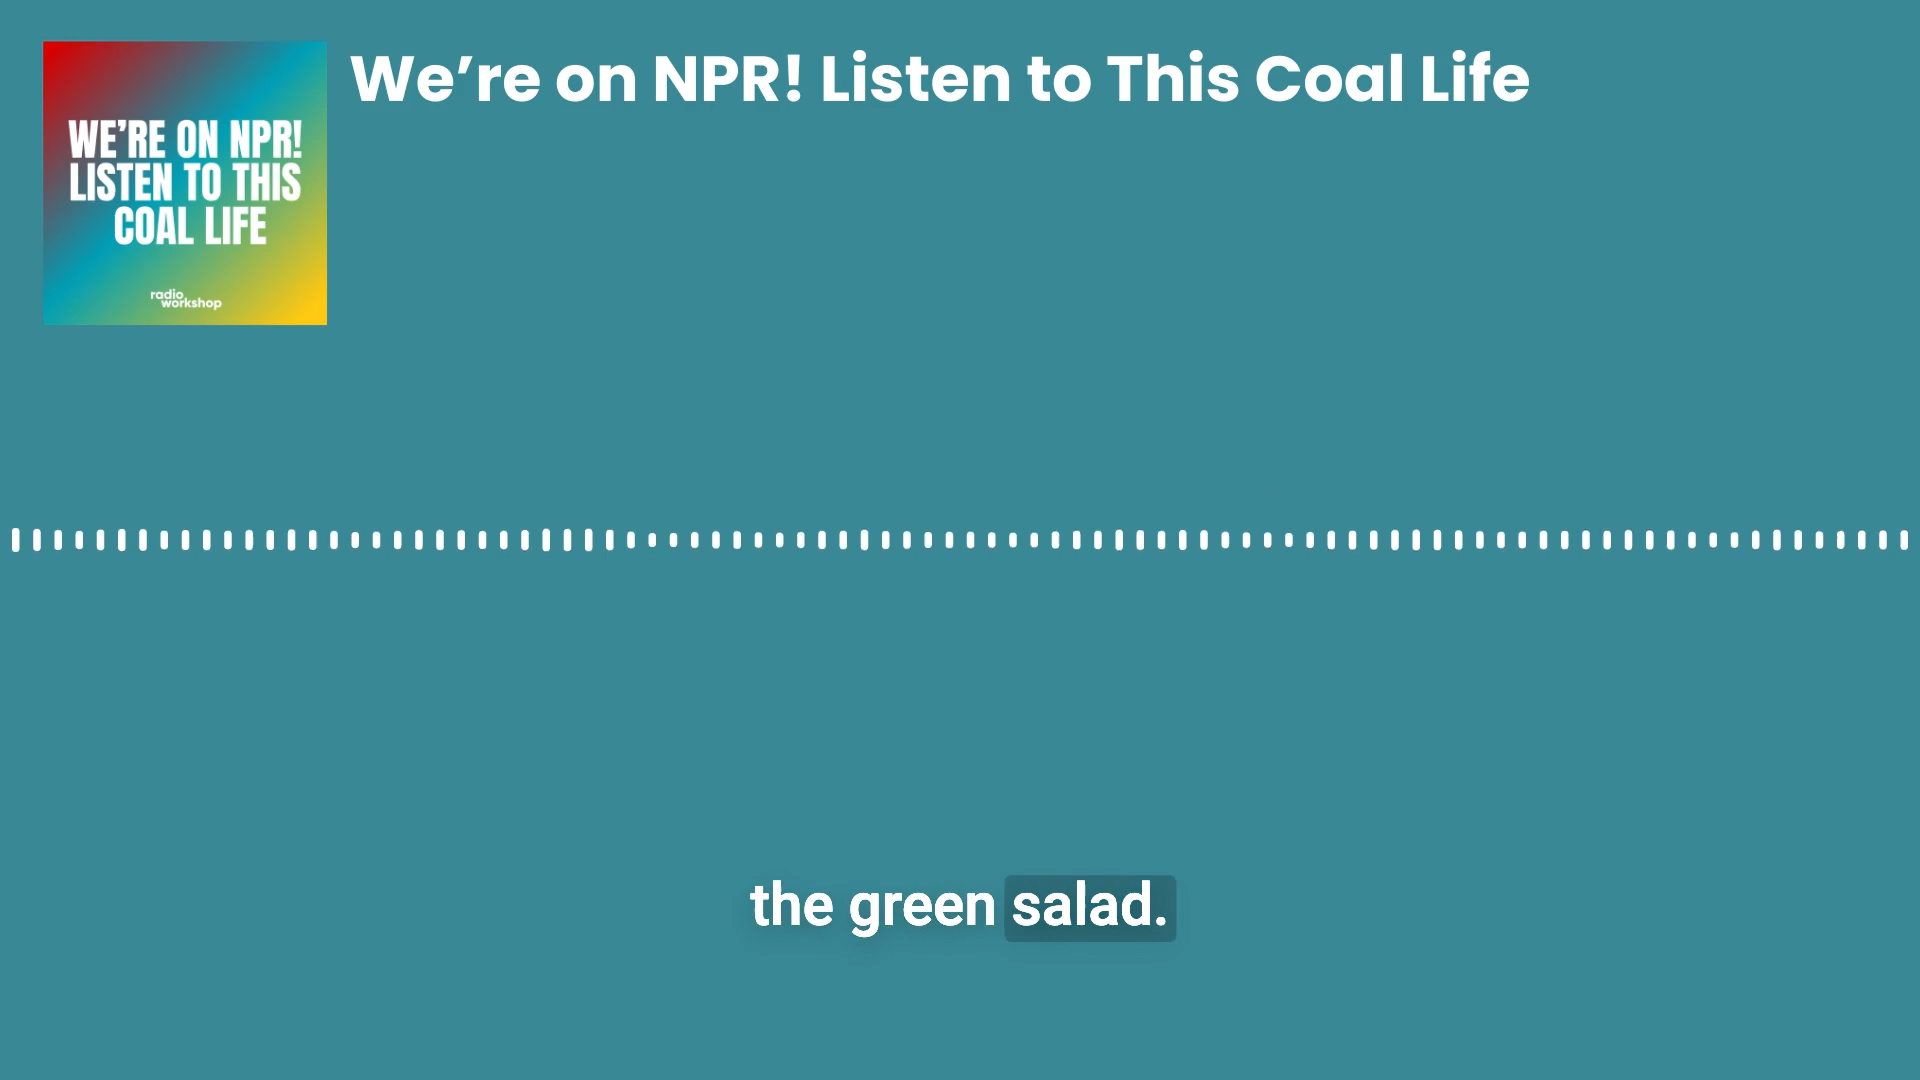 We’re on NPR! Listen to This Coal Life
WE’RE ON NPR!
LISTEN TO THIS
COAL LIFE
radio
workshop
the green salad.